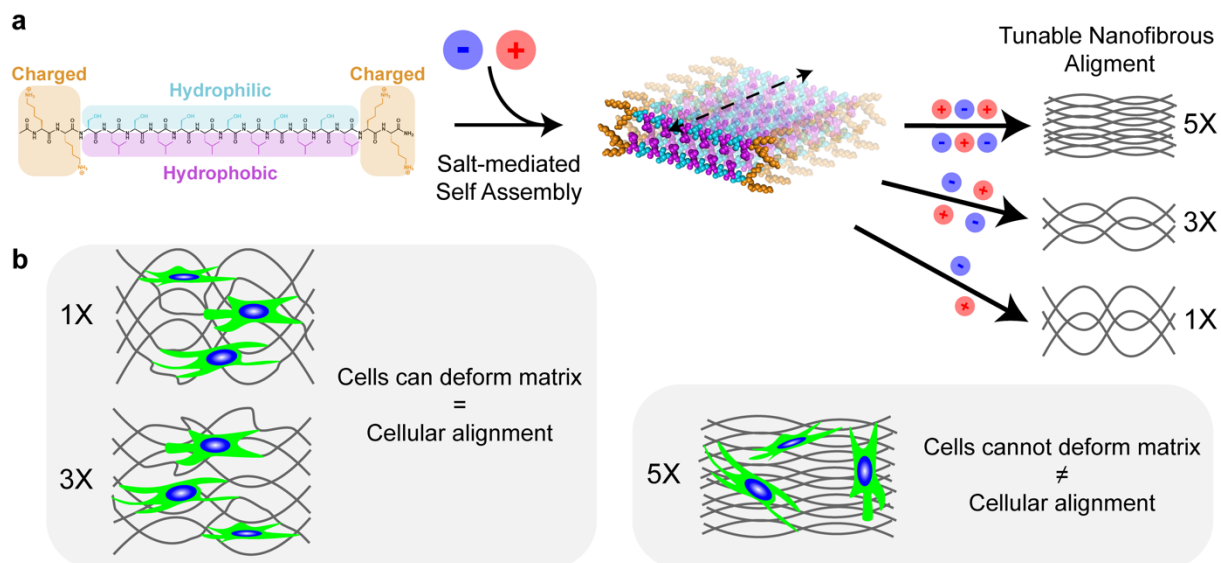 a
Charged
Hydrophilic
Hydrophobic
Charged
- +
Salt-mediated
Self Assembly
Tunable Nanofibrous
Aligment
+ - +
- + -
5X
- +
+ -
3X
-
+
1X
b
1X
3X
Cells can deform matrix
=
Cellular alignment
5X
Cells cannot deform matrix
≠
Cellular alignment